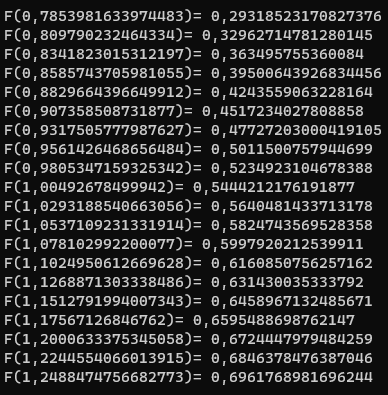 F(0,7853981633974483)= 0,29318523170827376
F(0,809790232464334)= 0,32962714781280145
F(0,8341823015312197)= 0,363495755360084
F(0,8585743705981055)= 0,39500643926834456
F(0,8829664396649912)= 0,4243559063228164
F(0,907358508731877)= 0,4517234027808858
F(0,9317505777987627)= 0,47727203000419105
F(0,9561426468656484)= 0,5011500757944699
F(0,9805347159325342)= 0,5234923104678388
F(1,00492678499942)= 0,5444212176191877
F(1,0293188540663056)= 0,5640481433713178
F(1,0537109231331914)= 0,5824743569528358
F(1,078102992200077)= 0,5997920212539911
F(1,1024950612669628)= 0,6160850756257162
F(1,1268871303338486)= 0,631430035333792
F(1,1512791994007343)= 0,6458967132485671
F(1,17567126846762)= 0,6595488698762147
F(1,2000633375345058)= 0,6724447979484259
F(1,2244554066013915)= 0,6846378476387046
F(1,2488474756682773)= 0,6961768981696244